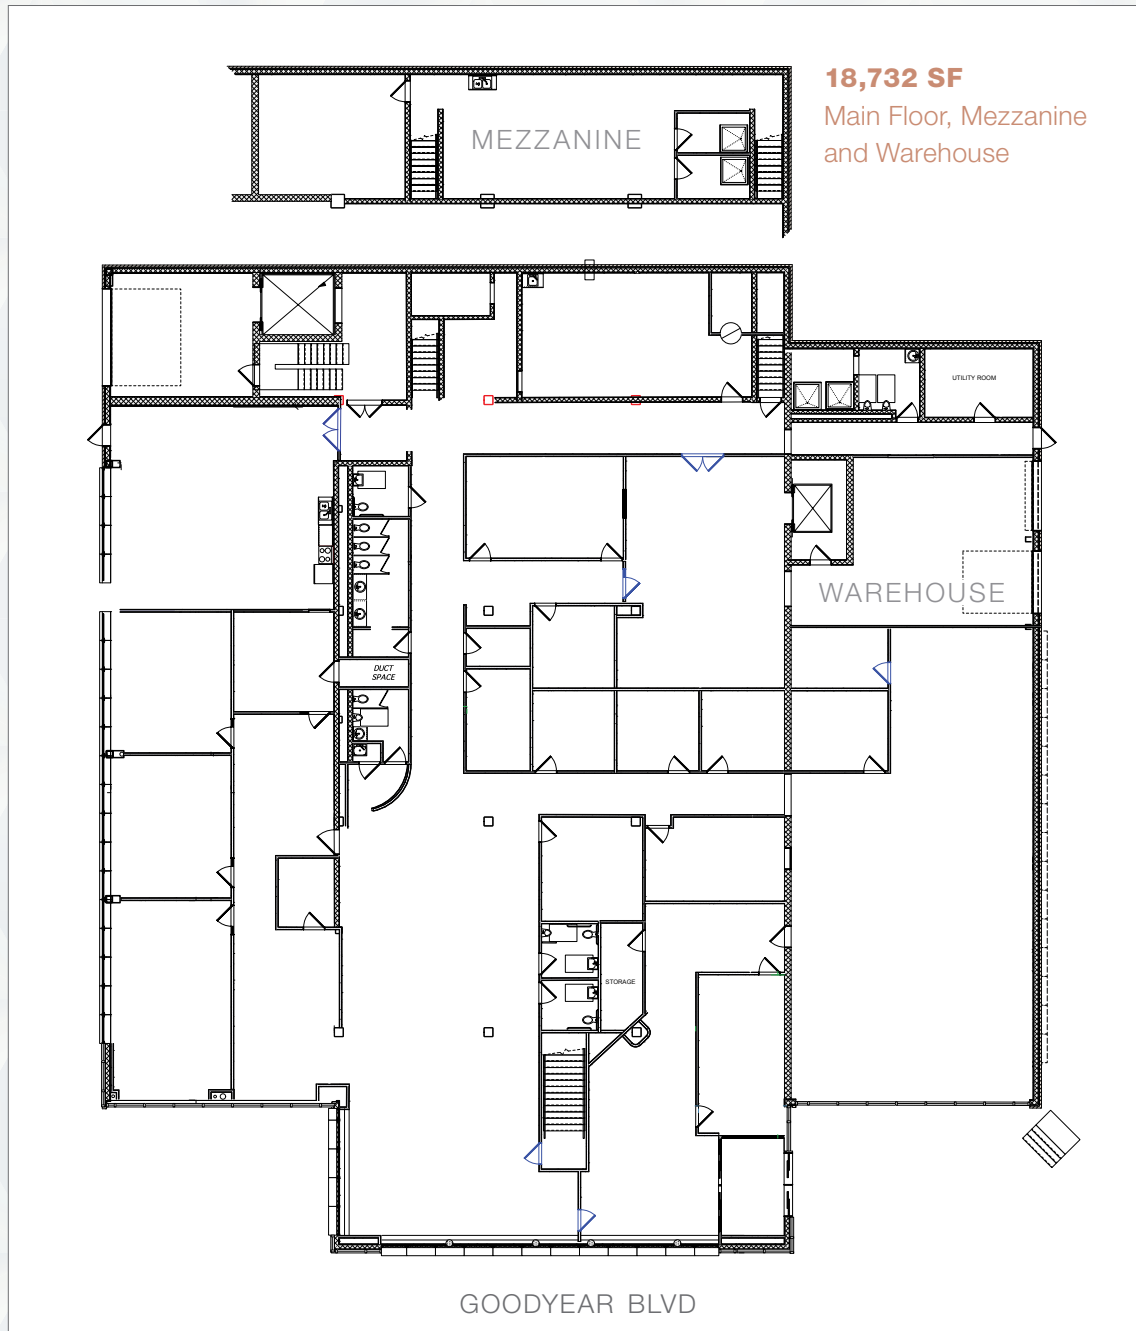 18,732 SF
Main Floor, Mezzanine
and Warehouse
MEZZANINE
UTILITY ROOM
WAREHOUSE
DUCT
SPACE
STORAGE
GOODYEAR BLVD